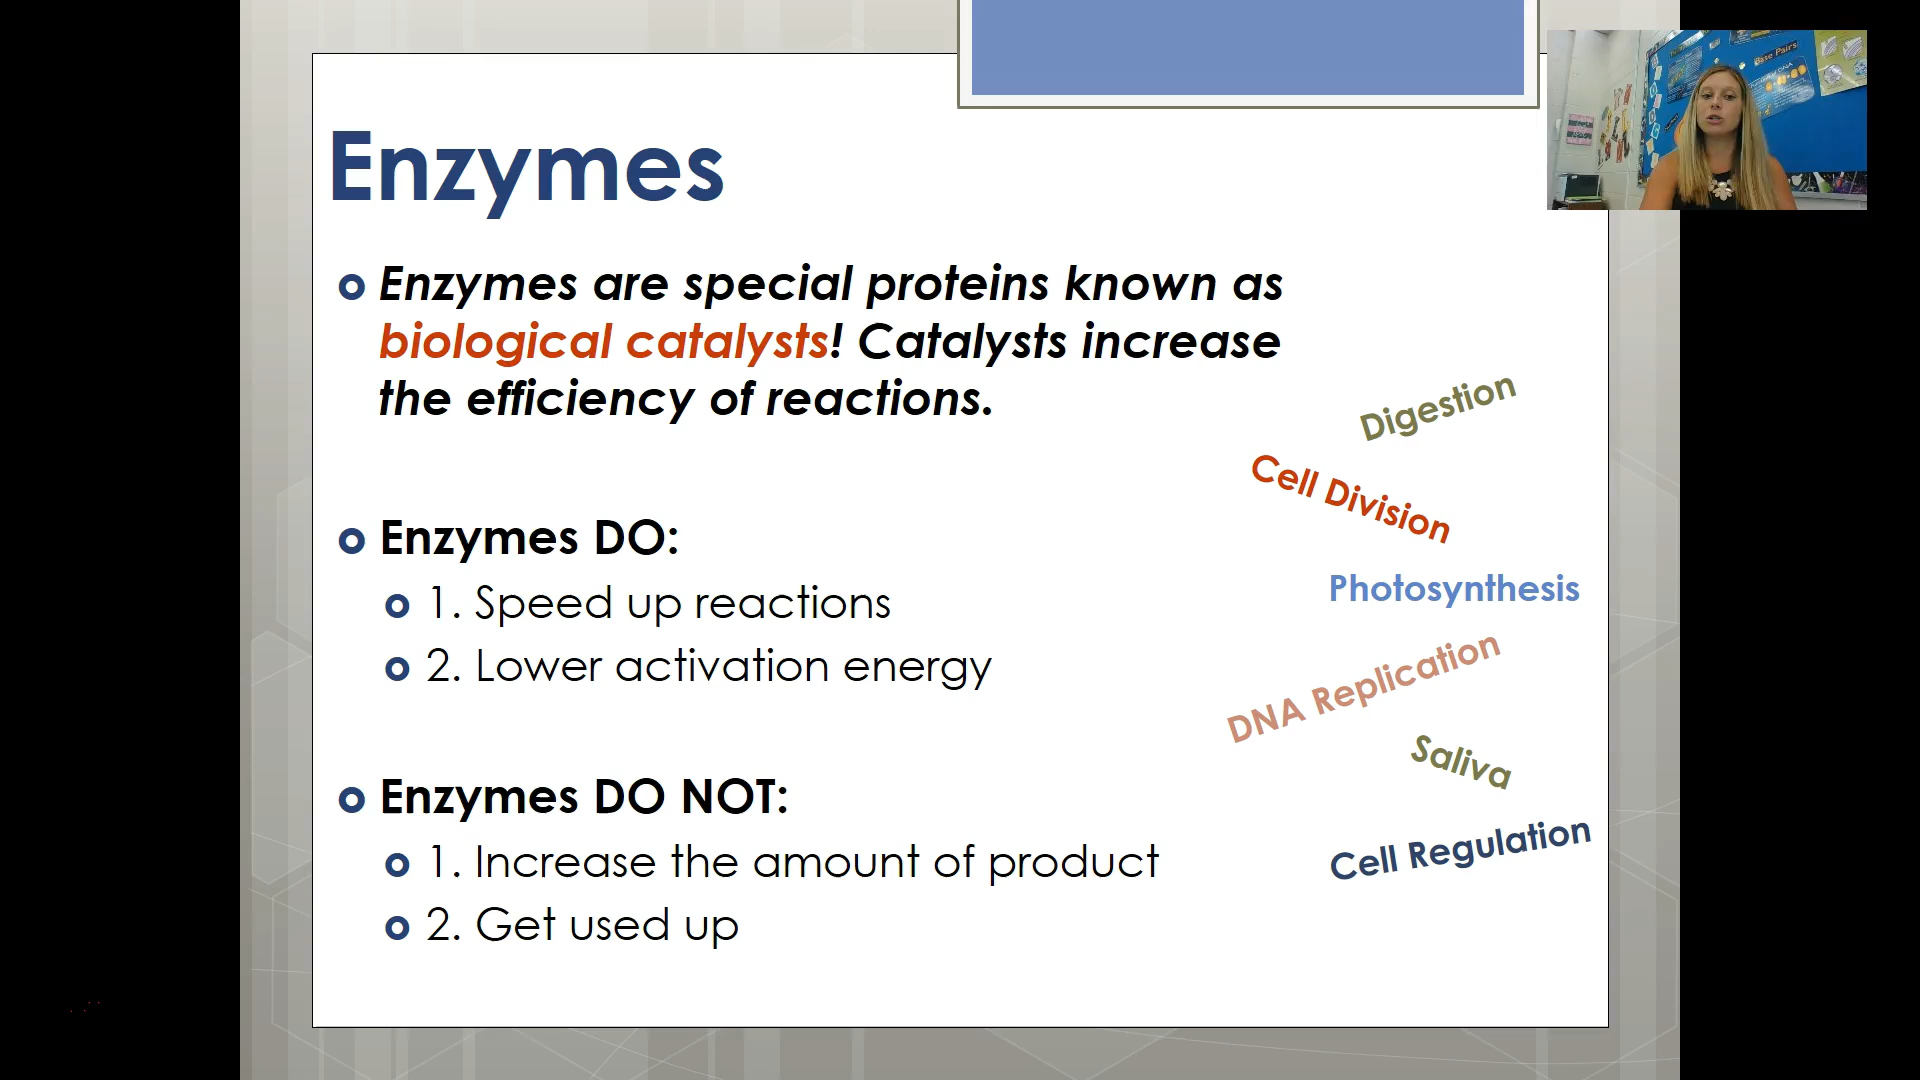 Enzymes
Enzymes are special proteins known as
biological catalysts! Catalysts increase
the efficiency of reactions.
Enzymes DO:
1. Speed up reactions
2. Lower activation energy
Enzymes DO NOT:
1. Increase the amount of product
2. Get used up
Digestion
Cell Division
Photosynthesis
DNA Replication
Saliva
Cell Regulation
Base Pairs